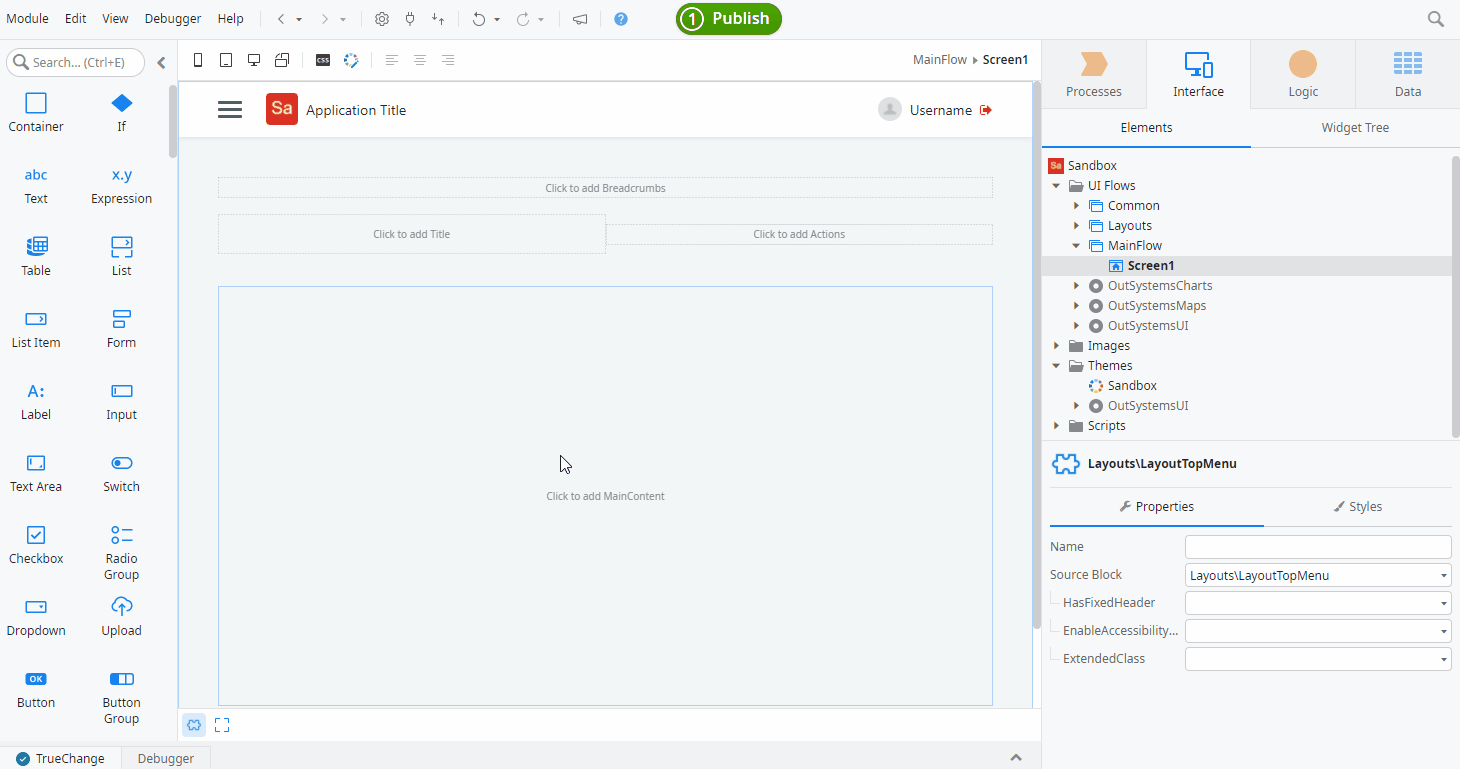 Module Edit View Debugger Help
1 Publish
Search... (Ctrl+E)
Container If
abc x.y
Text Expression
Table List
List Item Form
A:
Label Input
Text Area Switch
Checkbox Radio Group
Dropdown Upload
OK
Button Button Group
CSS
MainFlow Screen1
Sa Application Title
Username
Click to add Breadcrumbs
Click to add Title
Click to add Actions
Click to add MainContent
Processes Interface Logic Data
Elements Widget Tree
Sa Sandbox
UI Flows
Common
Layouts
MainFlow
Screen1
OutSystemsCharts
OutSystemsMaps
OutSystemsUI
Images
Themes
Sandbox
OutSystemsUI
Scripts
Layouts\LayoutTopMenu
Properties Styles
Name
Source Block Layouts\LayoutTopMenu
HasFixedHeader
EnableAccessibility...
ExtendedClass
TrueChange Debugger